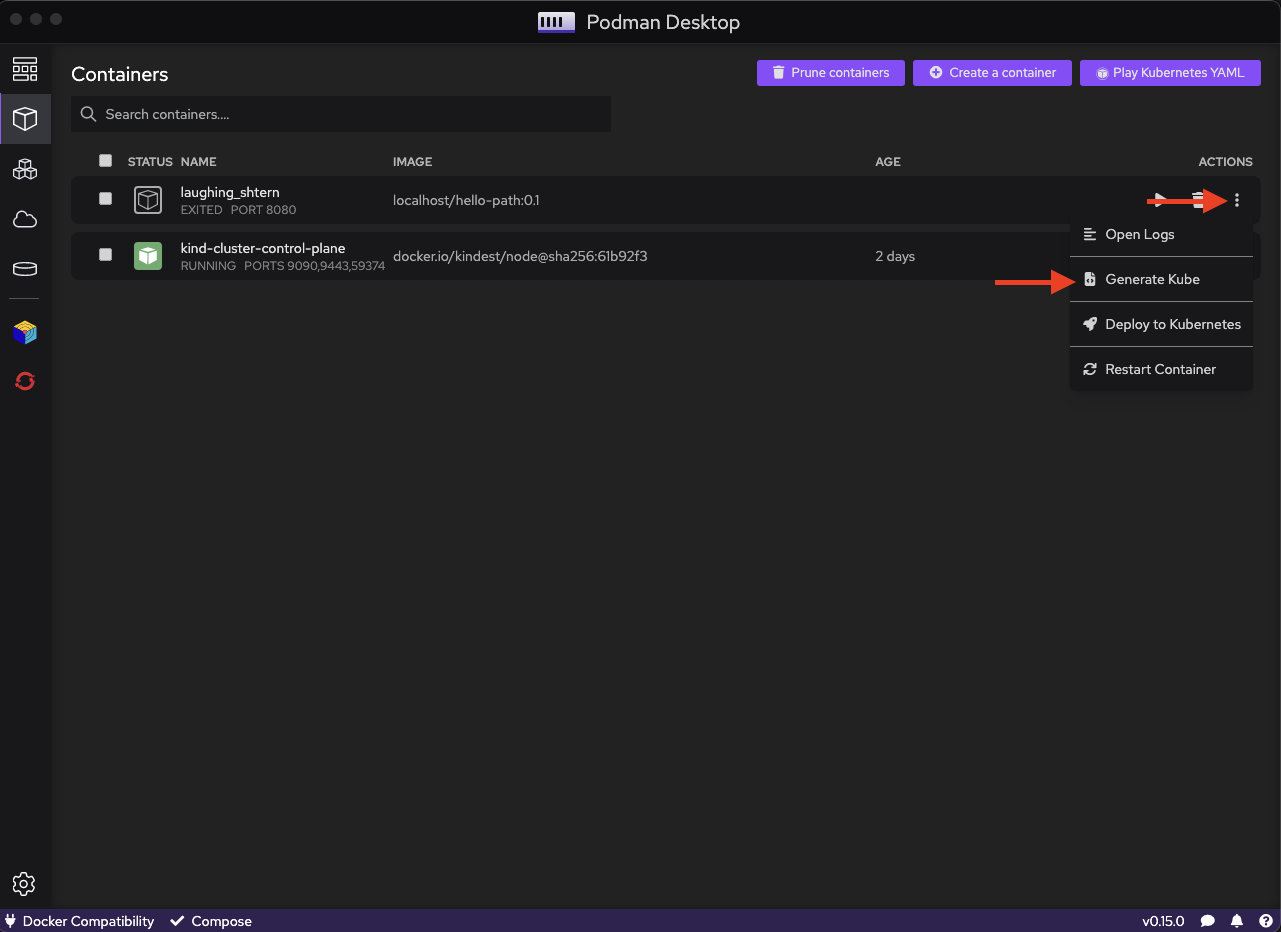 Podman Desktop
Containers
Prune containers
Create a container
Play Kubernetes YAML
Search containers....
STATUS NAME IMAGE AGE ACTIONS
laughing_shtern
EXITED PORT 8080
localhost/hello-path:0.1
kind-cluster-control-plane
RUNNING PORTS 9090,9443,59374
docker.io/kindest/node@sha256:61b92f3
2 days
Open Logs
Generate Kube
Deploy to Kubernetes
Restart Container
Docker Compatibility
Compose
v0.15.0